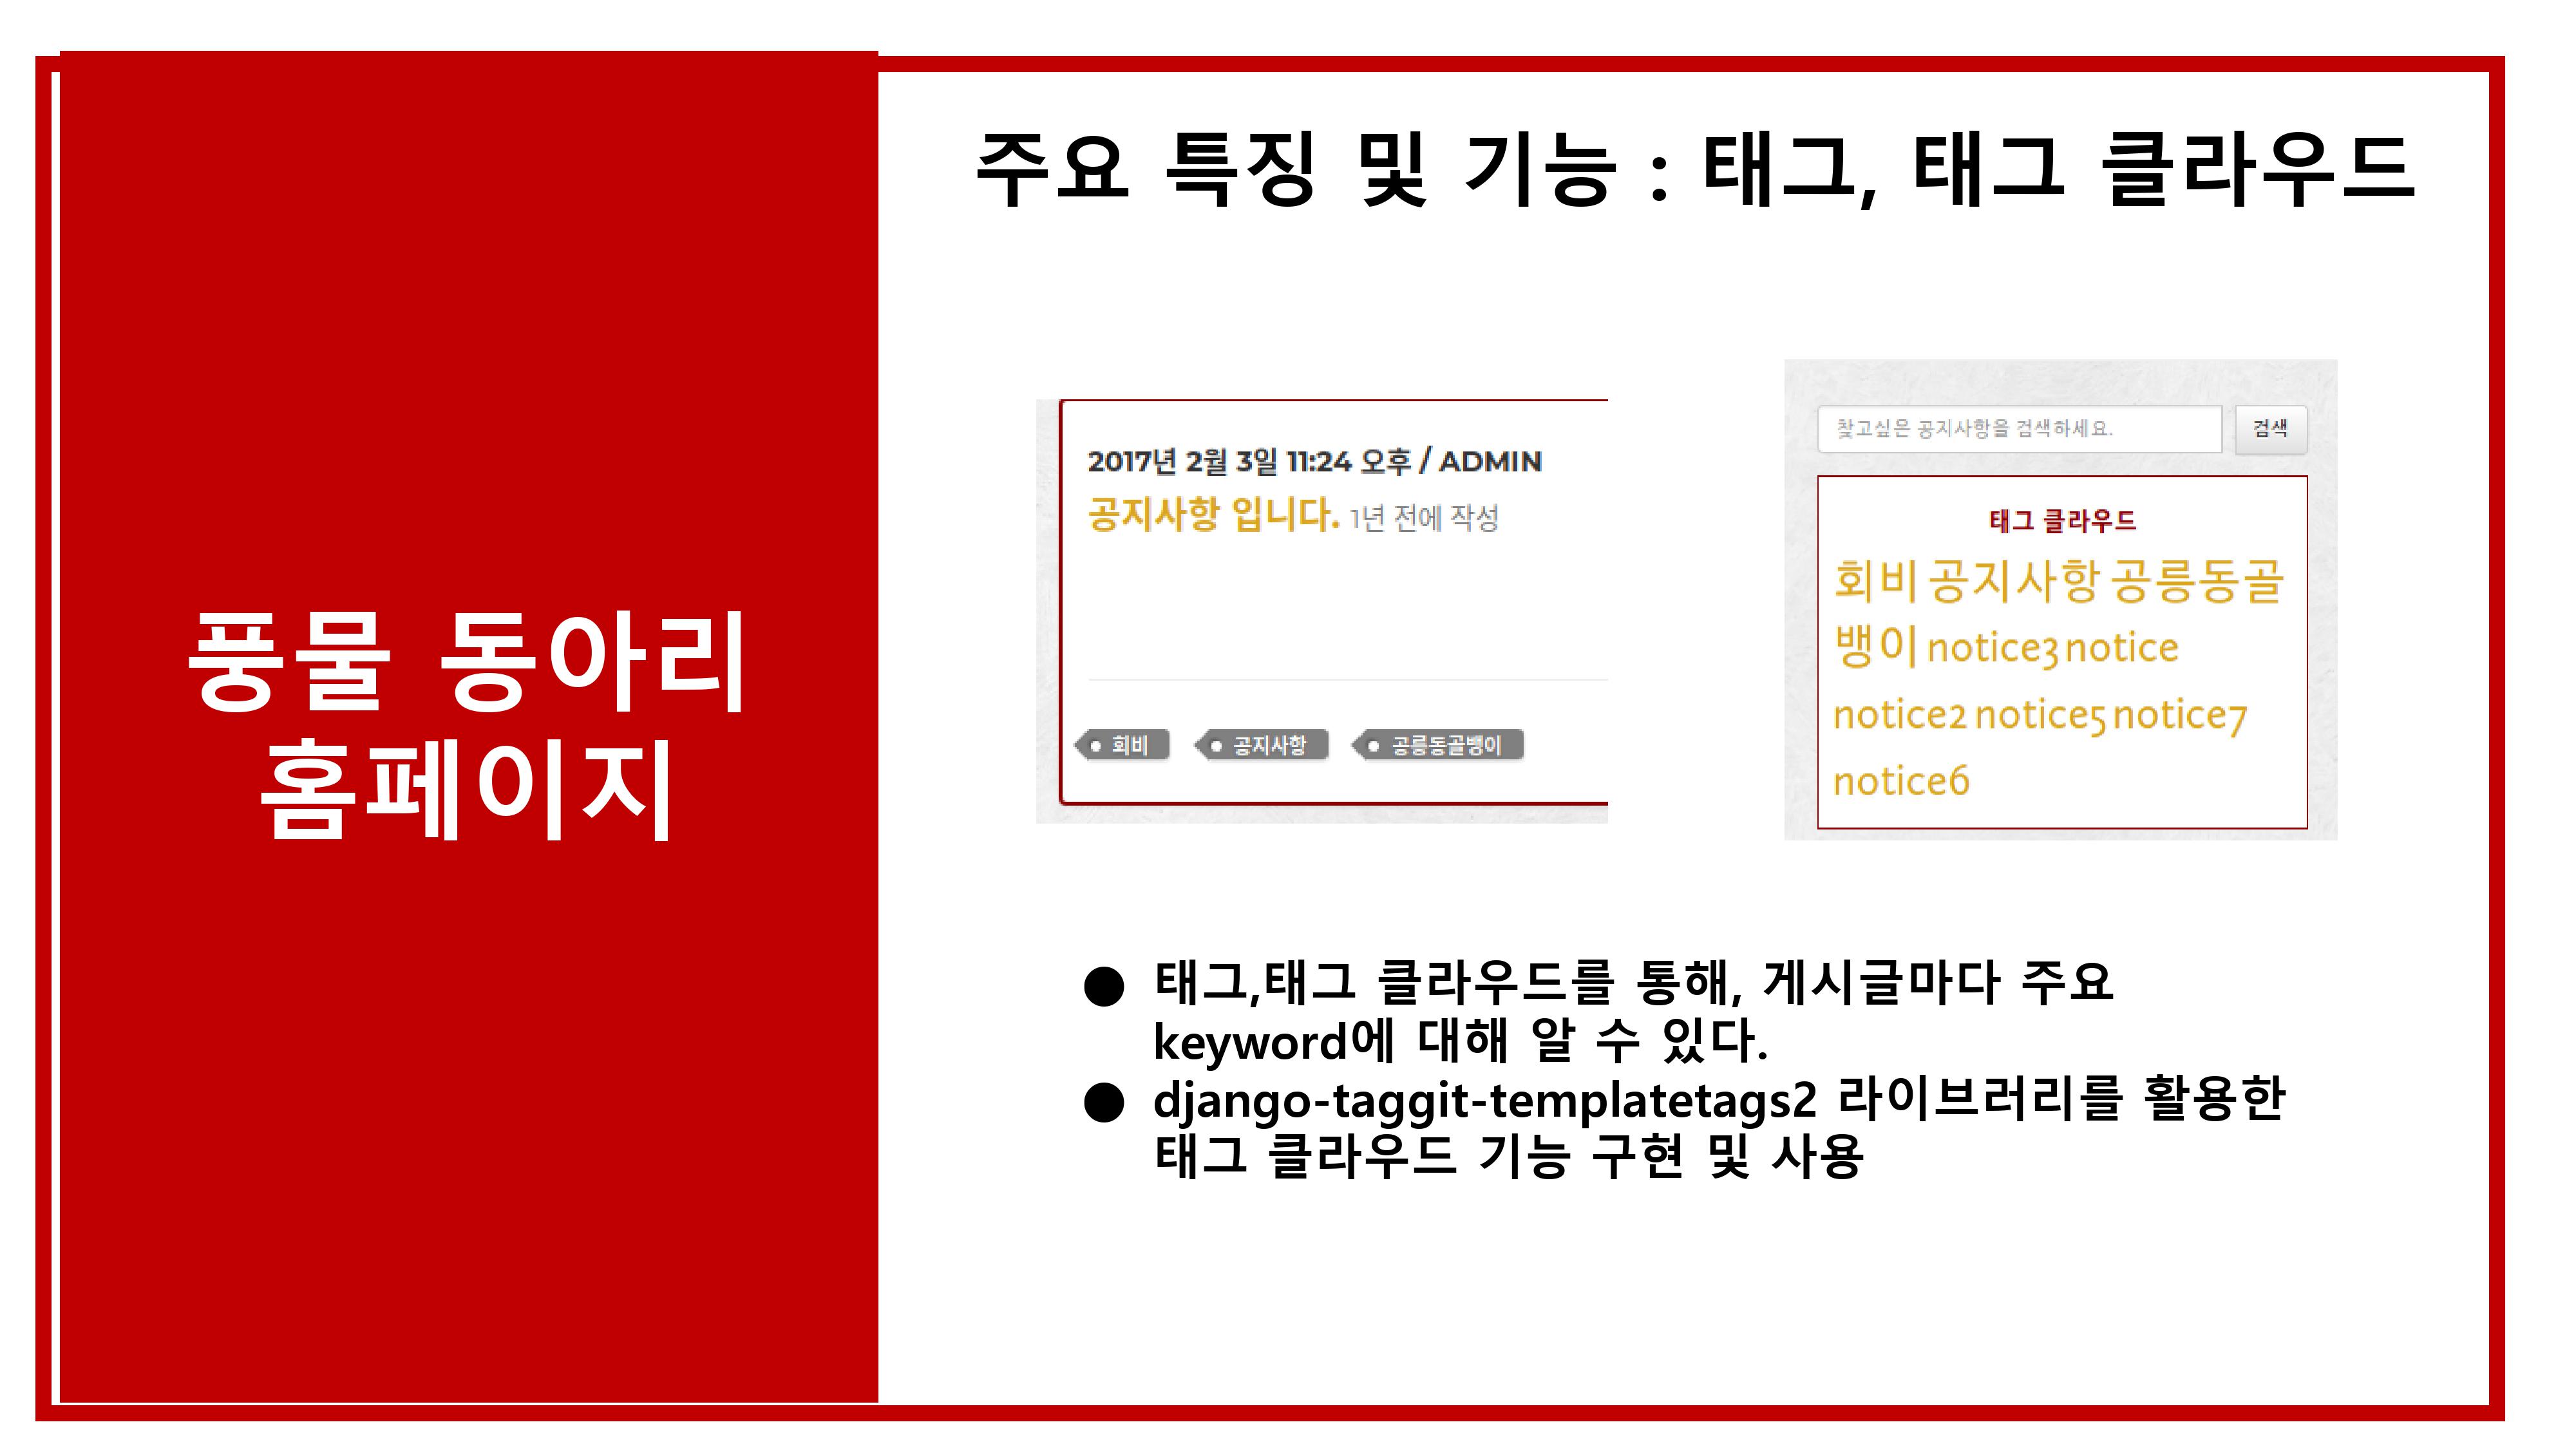 풍물 동아리
홈페이지
주요 특징 및 기능 : 태그, 태그 클라우드
2017년 2월 3일 11:24 오후 / ADMIN
공지사항 입니다. 1년 전에 작성
회비 공지사항 공릉동골뱅이
찾고싶은 공지사항을 검색하세요. 검색
태그 클라우드
회비 공지사항 공릉동골
뱅이 notice3 notice
notice2 notice5 notice7
notice6
● 태그,태그 클라우드를 통해, 게시글마다 주요
keyword에 대해 알 수 있다.
● django-taggit-templatetags2 라이브러리를 활용한
태그 클라우드 기능 구현 및 사용